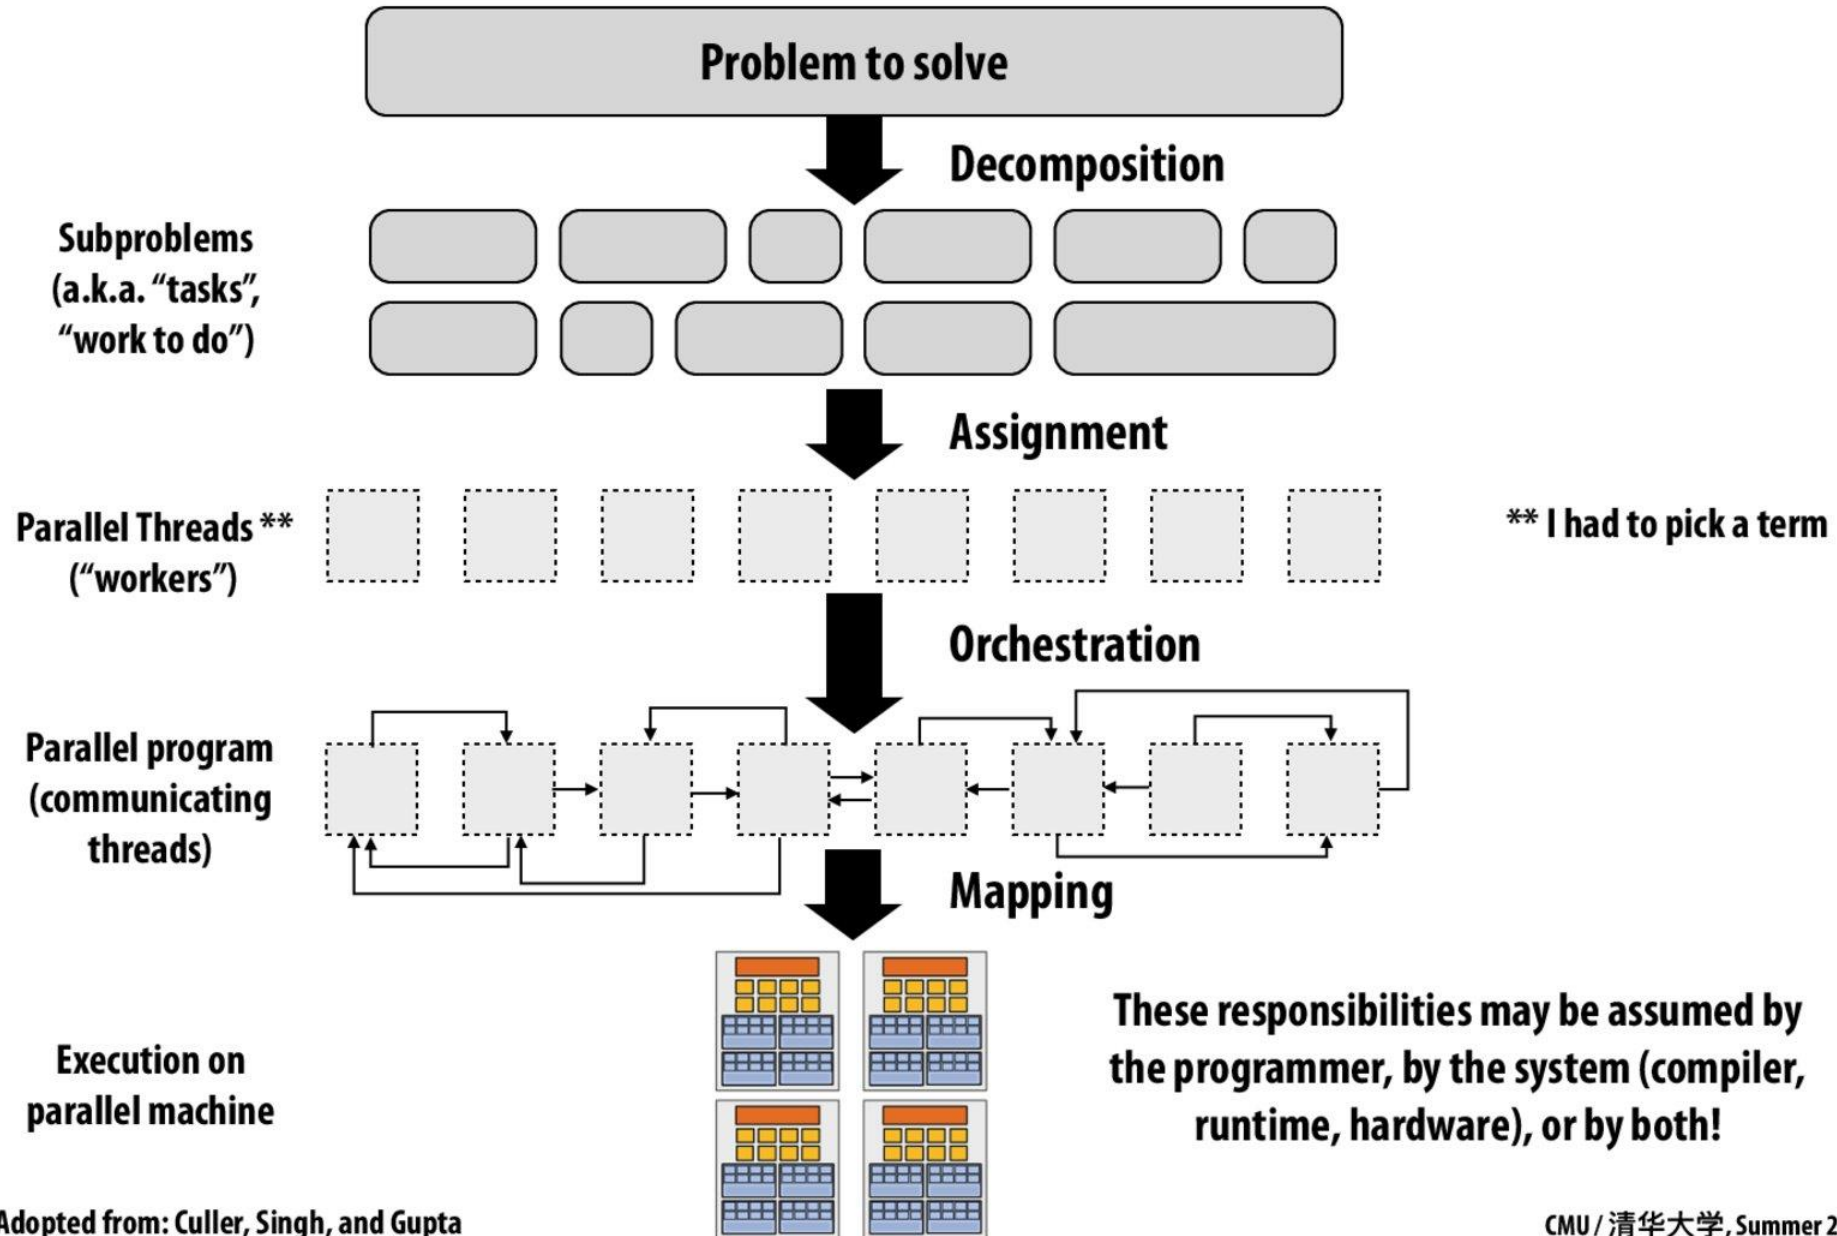 Problem to solve
Decomposition
Subproblems
(a.k.a. “tasks”,
“work to do”)
Assignment
Parallel Threads **
(“workers”)
** I had to pick a term
Orchestration
Parallel program
(communicating
threads)
Mapping
Execution on
parallel machine
These responsibilities may be assumed by
the programmer, by the system (compiler,
runtime, hardware), or by both!
Adopted from: Culler, Singh, and Gupta
CMU / 清华大学, Summer 2